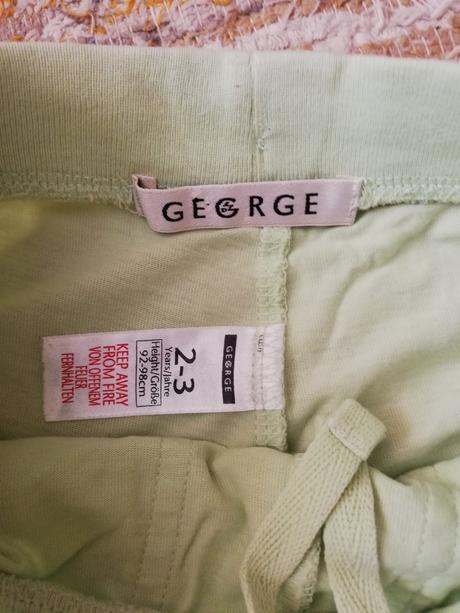 GEORGE
GEORGE
2-3
Years/Jahre
Height/Größe
92-98cm
KEEP AWAY
FROM FIRE
VON OFFENEM
FEUER
FERNHALTEN